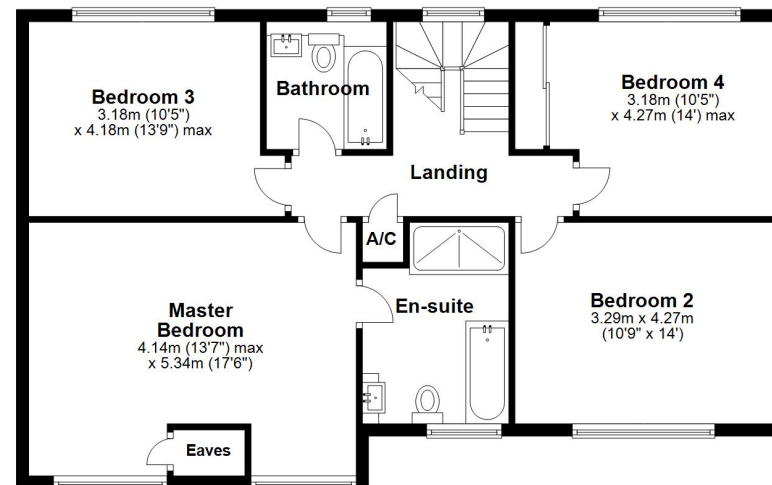 Bedroom 3
3.18m (10'5")
x 4.18m (13'9") max
Bathroom
Bedroom 4
3.18m (10'5")
x 4.27m (14') max
Landing
A/C
Master
Bedroom
4.14m (13'7") max
x 5.34m (17'6")
En-suite
Bedroom 2
3.29m x 4.27m
(10'9" x 14')
Eaves